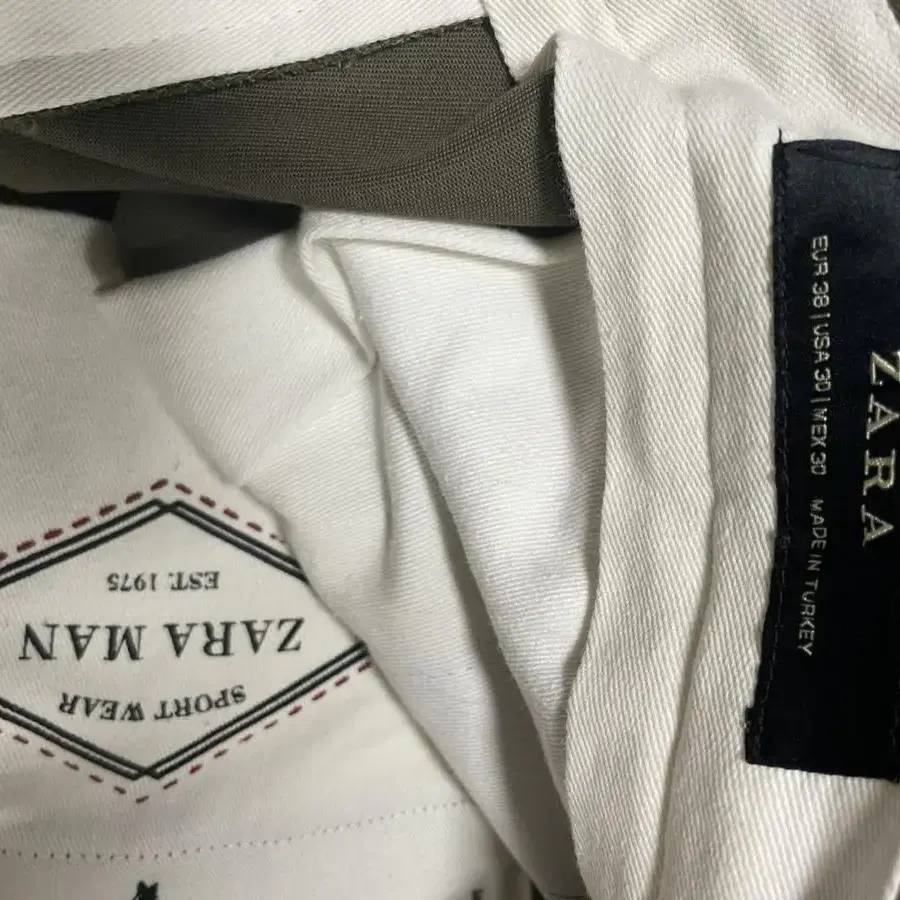 ZARA
EUR 38 | USA 30 | MEX 30 MADE IN TURKEY
SPORT WEAR
ZARA MAN
EST. 1975